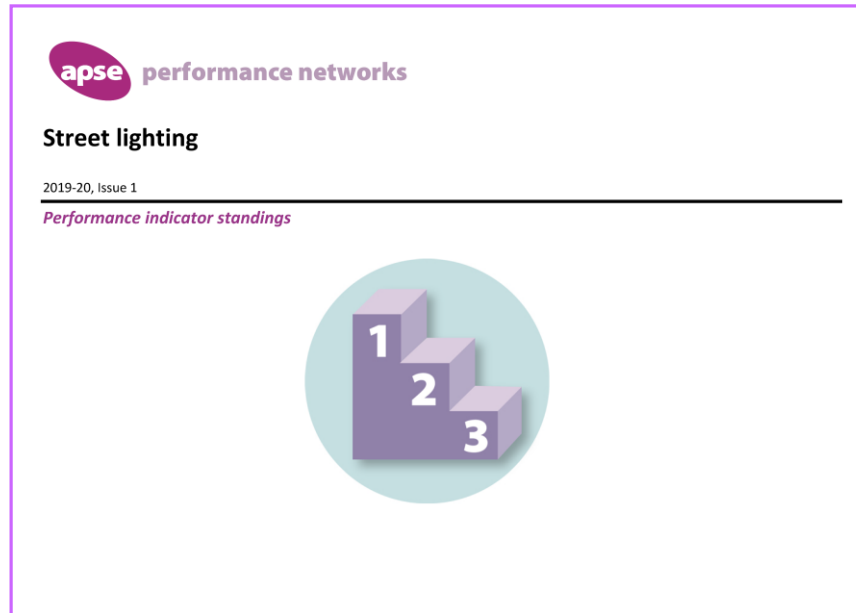 apse performance networks
Street lighting
2019-20, Issue 1
Performance indicator standings
1
2
3